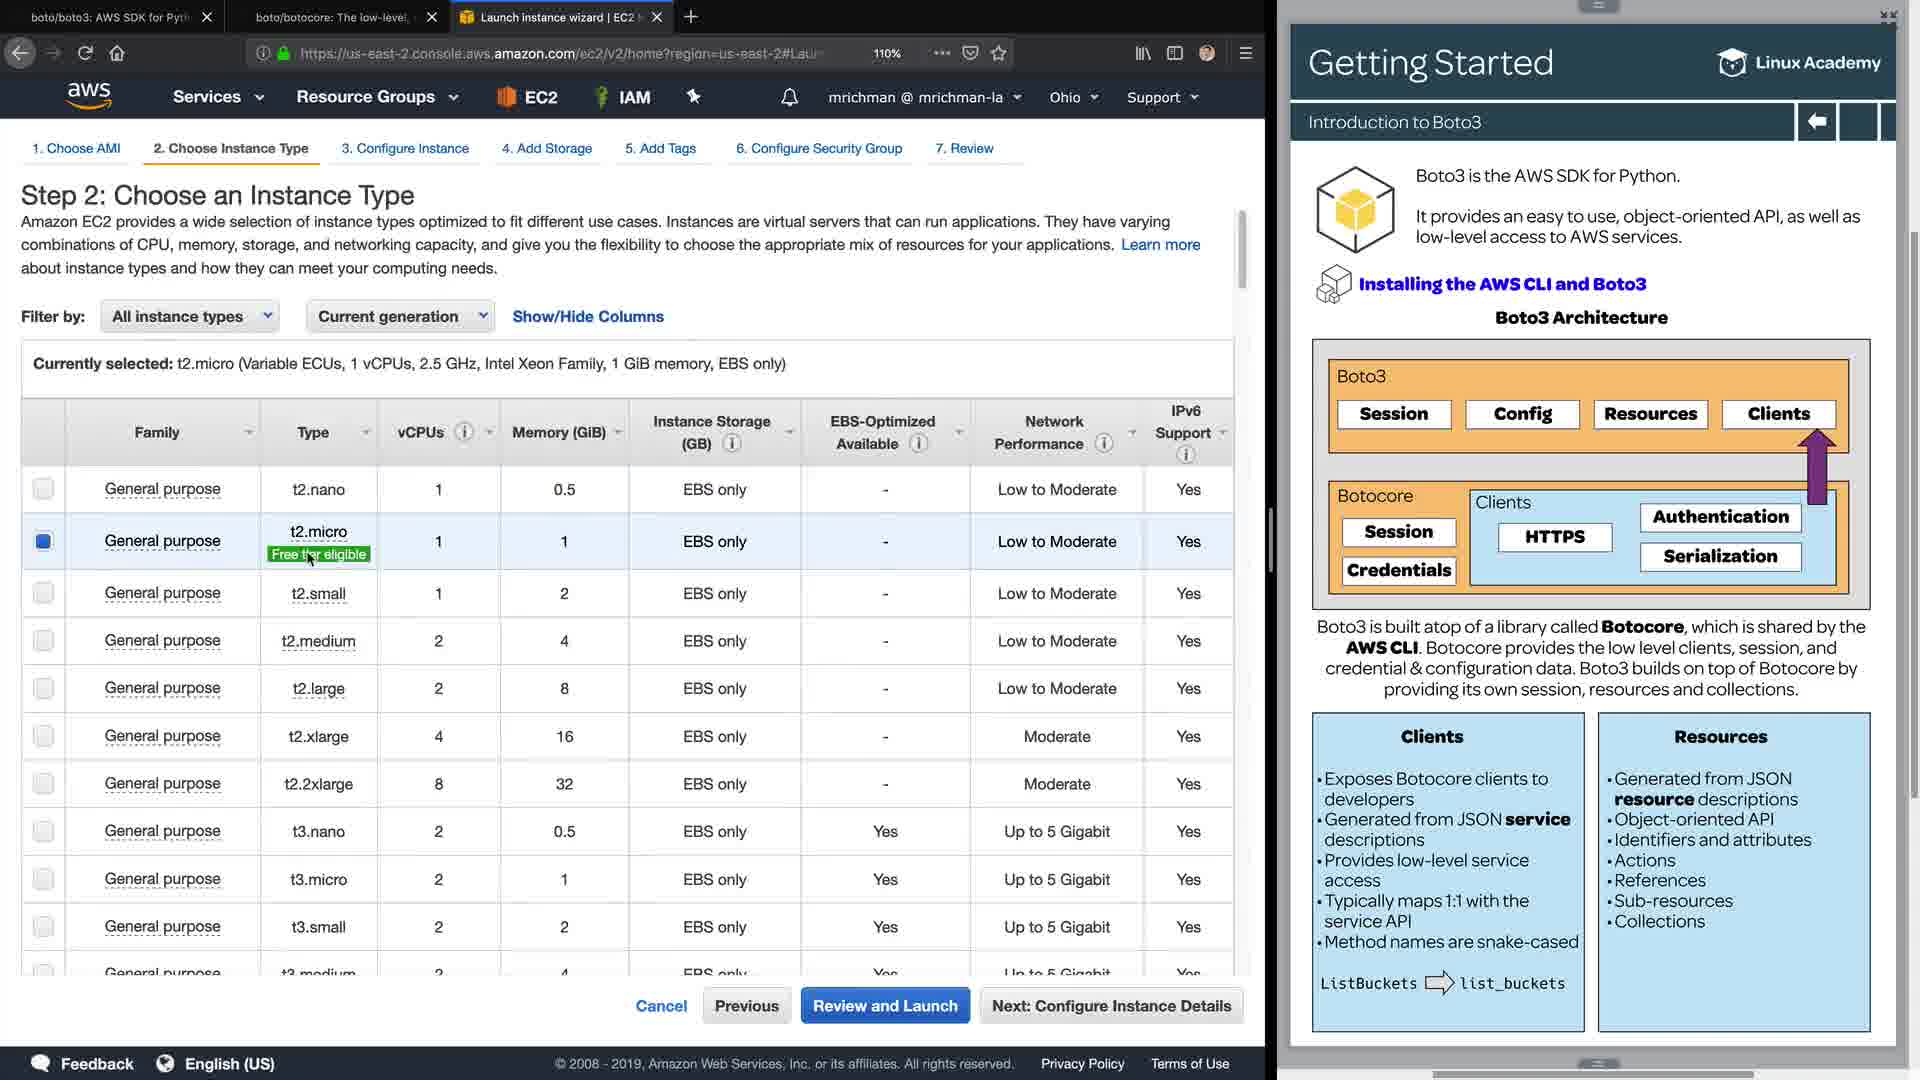 boto/boto3: AWS SDK for Pyth
boto/botocore: The low-level,
Launch instance wizard | EC2
https://us-east-2.console.aws.amazon.com/ec2/v2/home?region=us-east-2#Lau
110%
aws
Services
Resource Groups
EC2
IAM
mrichman @ mrichman-la
Ohio
Support
1. Choose AMI
2. Choose Instance Type
3. Configure Instance
4. Add Storage
5. Add Tags
6. Configure Security Group
7. Review
Step 2: Choose an Instance Type
Amazon EC2 provides a wide selection of instance types optimized to fit different use cases. Instances are virtual servers that can run applications. They have varying
combinations of CPU, memory, storage, and networking capacity, and give you the flexibility to choose the appropriate mix of resources for your applications. Learn more
about instance types and how they can meet your computing needs.
Filter by: All instance types Current generation Show/Hide Columns
Currently selected: t2.micro (Variable ECUs, 1 vCPUs, 2.5 GHz, Intel Xeon Family, 1 GiB memory, EBS only)
Family Type vCPUs Memory (GiB) Instance Storage (GB) EBS-Optimized Available Network Performance IPv6 Support
General purpose t2.nano 1 0.5 EBS only - Low to Moderate Yes
General purpose t2.micro Free tier eligible 1 1 EBS only - Low to Moderate Yes
General purpose t2.small 1 2 EBS only - Low to Moderate Yes
General purpose t2.medium 2 4 EBS only - Low to Moderate Yes
General purpose t2.large 2 8 EBS only - Low to Moderate Yes
General purpose t2.xlarge 4 16 EBS only - Moderate Yes
General purpose t2.2xlarge 8 32 EBS only - Moderate Yes
General purpose t3.nano 2 0.5 EBS only Yes Up to 5 Gigabit Yes
General purpose t3.micro 2 1 EBS only Yes Up to 5 Gigabit Yes
General purpose t3.small 2 2 EBS only Yes Up to 5 Gigabit Yes
General purpose t3.medium 2 4 EBS only Yes Up to 5 Gigabit Yes
Cancel
Previous
Review and Launch
Next: Configure Instance Details
Feedback
English (US)
© 2008 - 2019, Amazon Web Services, Inc. or its affiliates. All rights reserved.
Privacy Policy
Terms of Use
Getting Started
Linux Academy
Introduction to Boto3
Boto3 is the AWS SDK for Python.
It provides an easy to use, object-oriented API, as well as
low-level access to AWS services.
Installing the AWS CLI and Boto3
Boto3 Architecture
Boto3
Session
Config
Resources
Clients
Botocore
Session
Credentials
Clients
HTTPS
Authentication
Serialization
Boto3 is built atop of a library called Botocore, which is shared by the
AWS CLI. Botocore provides the low level clients, session, and
credential & configuration data. Boto3 builds on top of Botocore by
providing its own session, resources and collections.
Clients
•Exposes Botocore clients to
developers
•Generated from JSON service
descriptions
•Provides low-level service
access
•Typically maps 1:1 with the
service API
•Method names are snake-cased
ListBuckets list_buckets
Resources
•Generated from JSON
resource descriptions
•Object-oriented API
•Identifiers and attributes
•Actions
•References
•Sub-resources
•Collections